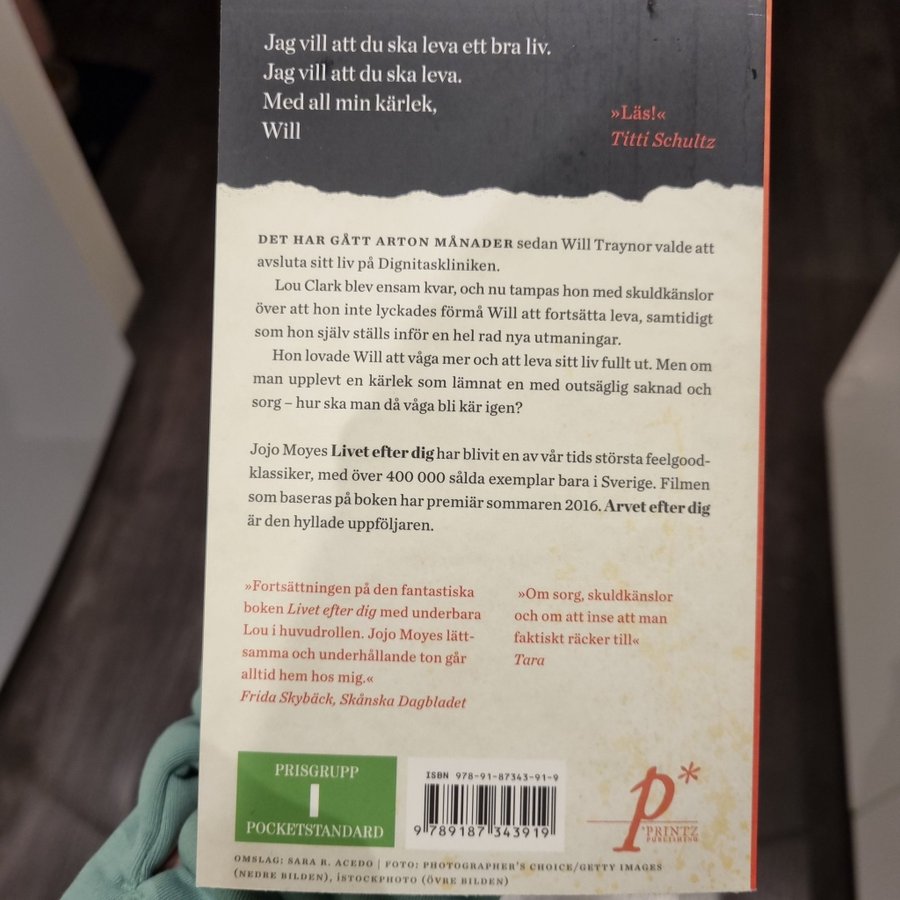 Jag vill att du ska leva ett bra liv.
Jag vill att du ska leva.
Med all min kärlek,
Will
»Läs!«
Titti Schultz
DET HAR GÅTT ARTON MÅNADER sedan Will Traynor valde att
avsluta sitt liv på Dignitaskliniken.
Lou Clark blev ensam kvar, och nu tampas hon med skuldkänslor
över att hon inte lyckades förmå Will att fortsätta leva, samtidigt
som hon själv ställs inför en hel rad nya utmaningar.
Hon lovade Will att våga mer och att leva sitt liv fullt ut. Men om
man upplevt en kärlek som lämnat en med outsäglig saknad och
sorg – hur ska man då våga bli kär igen?
Jojo Moyes Livet efter dig har blivit en av vår tids största feelgood-
klassiker, med över 400 000 sålda exemplar bara i Sverige. Filmen
som baseras på boken har premiär sommaren 2016. Arvet efter dig
är den hyllade uppföljaren.
»Fortsättningen på den fantastiska
boken Livet efter dig med underbara
Lou i huvudrollen. Jojo Moyes lätt-
samma och underhållande ton går
alltid hem hos mig.«
Frida Skybäck, Skånska Dagbladet
»Om sorg, skuldkänslor
och om att inse att man
faktiskt räcker till«
Tara
PRISGRUPP
I
POCKETSTANDARD
ISBN 978-91-87343-91-9
9 789187 343919
p*
PRINTZ
PUBLISHING
OMSLAG: SARA R. ACEDO | FOTO: PHOTOGRAPHER'S CHOICE/GETTY IMAGES
(NEDRE BILDEN), iSTOCKPHOTO (ÖVRE BILDEN)